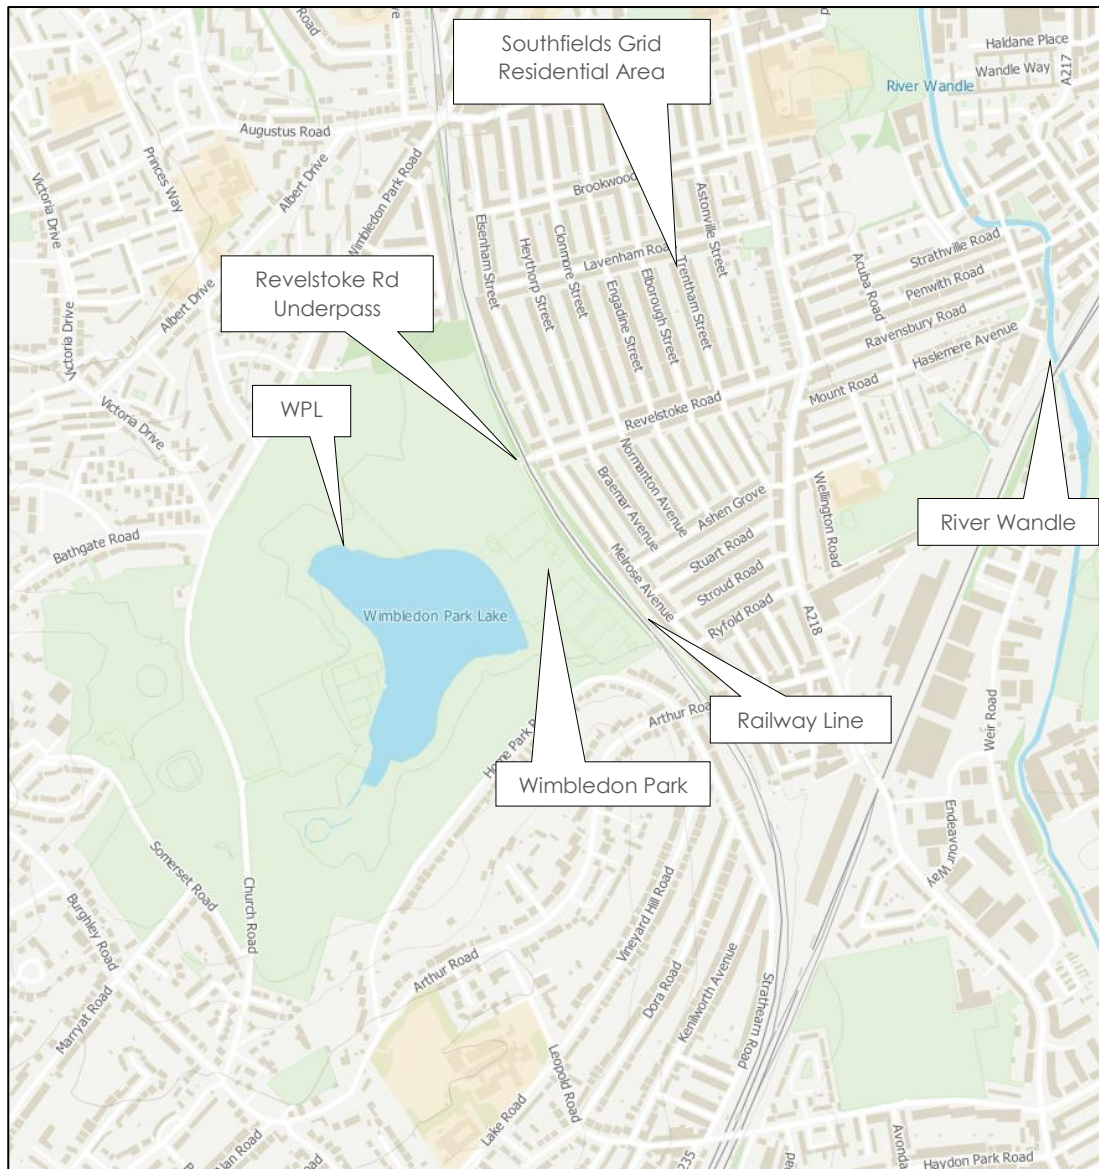 Southfields Grid
Residential Area
Haldane Place
Wandle Way
A217
River Wandle
Augustus Road
Princes Way
Albert Drive
Wimbledon Park Road
Victoria Drive
Brookwood
Astonville Street
Elsenham Street
Heythorp Street
Clonmore Street
Lavenham Road
Trentham Street
Engadine Street
Elborough Street
Acuba Road
Strathville Road
Penwith Road
Ravensbury Road
Haslemere Avenue
Mount Road
Revelstoke Rd
Underpass
Albert Drive
Victoria Drive
WPL
Victoria Drive
Revelstoke Road
Normanton Avenue
Braemar Avenue
Ashen Grove
Wellington Road
River Wandle
Bathgate Road
Melrose Avenue
Stuart Road
Stroud Road
Ryfold Road
A218
Wimbledon Park Lake
Railway Line
Arthur Road
Home Park
Weir Road
Wimbledon Park
Endeavour Way
Somerset Road
Church Road
Burghley Road
Marryat Road
Arthur Road
Vineyard Hill Road
Dora Road
Kenilworth Avenue
Strathearn Road
Leopold Road
Lake Road
235
Haydon Park Road